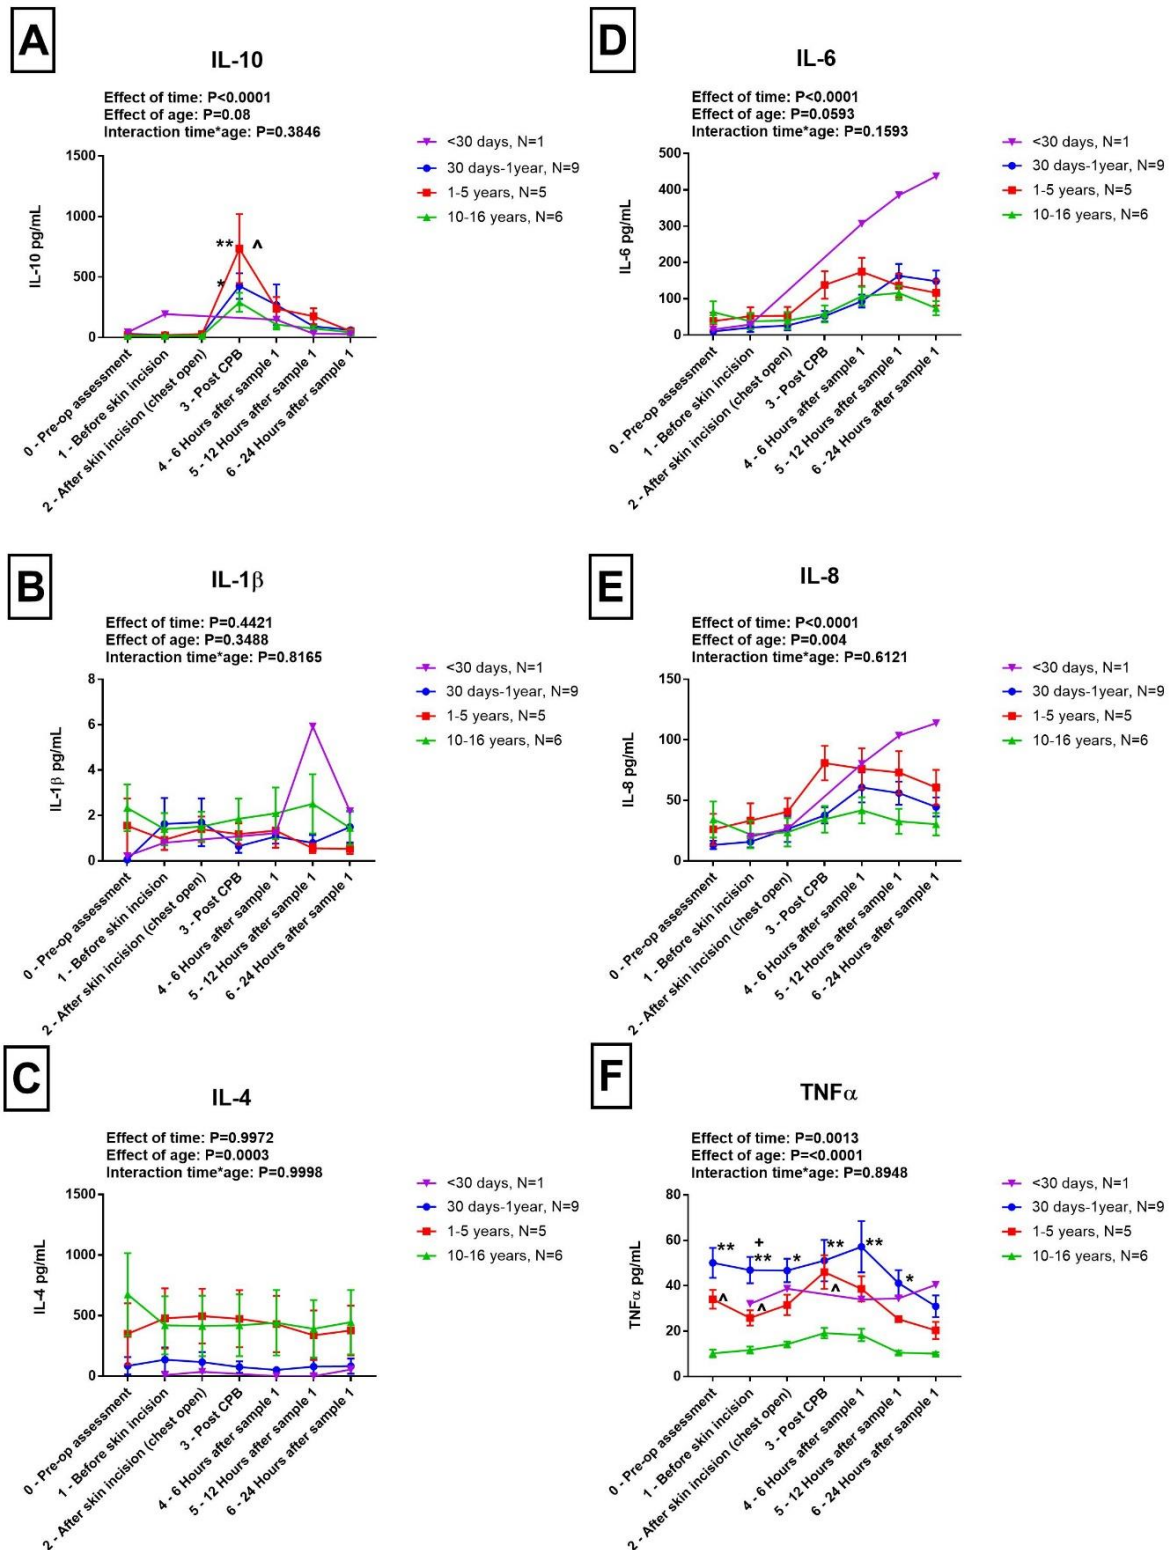 A
IL-10
Effect of time: P<0.0001
Effect of age: P=0.08
Interaction time*age: P=0.3846
<30 days, N=1
30 days-1year, N=9
1-5 years, N=5
10-16 years, N=6
IL-10 pg/mL
1500
1000
500
0
**
^
*
0 - Pre-op assessment
1 - Before skin incision
2 - After skin incision (chest open)
3 - Post CPB
4 - 6 Hours after sample 1
5 - 12 Hours after sample 1
6 - 24 Hours after sample 1
B
IL-1β
Effect of time: P=0.4421
Effect of age: P=0.3488
Interaction time*age: P=0.8165
<30 days, N=1
30 days-1year, N=9
1-5 years, N=5
10-16 years, N=6
IL-1β pg/mL
8
6
4
2
0
0 - Pre-op assessment
1 - Before skin incision
2 - After skin incision (chest open)
3 - Post CPB
4 - 6 Hours after sample 1
5 - 12 Hours after sample 1
6 - 24 Hours after sample 1
C
IL-4
Effect of time: P=0.9972
Effect of age: P=0.0003
Interaction time*age: P=0.9998
<30 days, N=1
30 days-1year, N=9
1-5 years, N=5
10-16 years, N=6
IL-4 pg/mL
1500
1000
500
0
0 - Pre-op assessment
1 - Before skin incision
2 - After skin incision (chest open)
3 - Post CPB
4 - 6 Hours after sample 1
5 - 12 Hours after sample 1
6 - 24 Hours after sample 1
D
IL-6
Effect of time: P<0.0001
Effect of age: P=0.0593
Interaction time*age: P=0.1593
<30 days, N=1
30 days-1year, N=9
1-5 years, N=5
10-16 years, N=6
IL-6 pg/mL
500
400
300
200
100
0
0 - Pre-op assessment
1 - Before skin incision
2 - After skin incision (chest open)
3 - Post CPB
4 - 6 Hours after sample 1
5 - 12 Hours after sample 1
6 - 24 Hours after sample 1
E
IL-8
Effect of time: P<0.0001
Effect of age: P=0.004
Interaction time*age: P=0.6121
<30 days, N=1
30 days-1year, N=9
1-5 years, N=5
10-16 years, N=6
IL-8 pg/mL
150
100
50
0
0 - Pre-op assessment
1 - Before skin incision
2 - After skin incision (chest open)
3 - Post CPB
4 - 6 Hours after sample 1
5 - 12 Hours after sample 1
6 - 24 Hours after sample 1
F
TNFα
Effect of time: P=0.0013
Effect of age: P=<0.0001
Interaction time*age: P=0.8948
<30 days, N=1
30 days-1year, N=9
1-5 years, N=5
10-16 years, N=6
TNFα pg/mL
80
60
40
20
0
** + ** * ** ** *
^ ^ ^
0 - Pre-op assessment
1 - Before skin incision
2 - After skin incision (chest open)
3 - Post CPB
4 - 6 Hours after sample 1
5 - 12 Hours after sample 1
6 - 24 Hours after sample 1